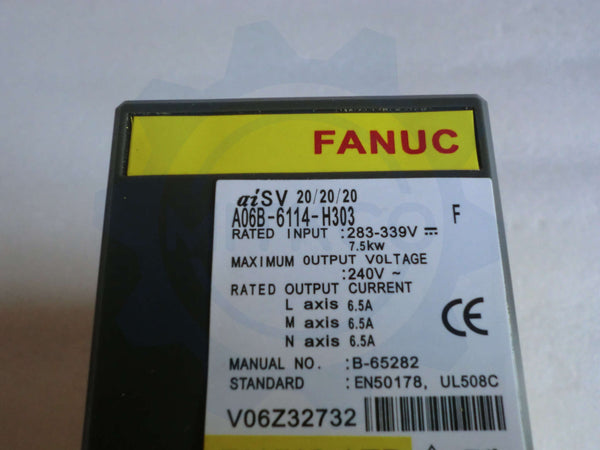 FANUC
αiSV 20/20/20
A06B-6114-H303 F
RATED INPUT :283-339V ⎓
7.5kw
MAXIMUM OUTPUT VOLTAGE
:240V ~
RATED OUTPUT CURRENT
L axis 6.5A
M axis 6.5A
N axis 6.5A
CE
MANUAL NO. :B-65282
STANDARD :EN50178, UL508C
V06Z32732